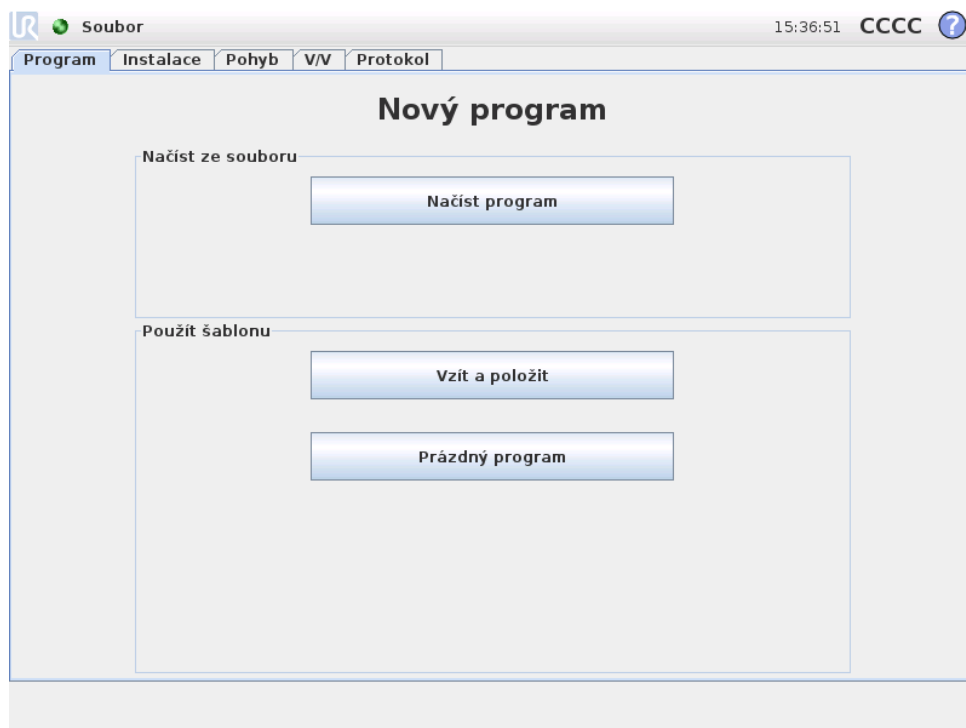 UR Soubor 15:36:51 CCCC ?
Program Instalace Pohyb V/V Protokol
Nový program
Načíst ze souboru
Načíst program
Použít šablonu
Vzít a položit
Prázdný program